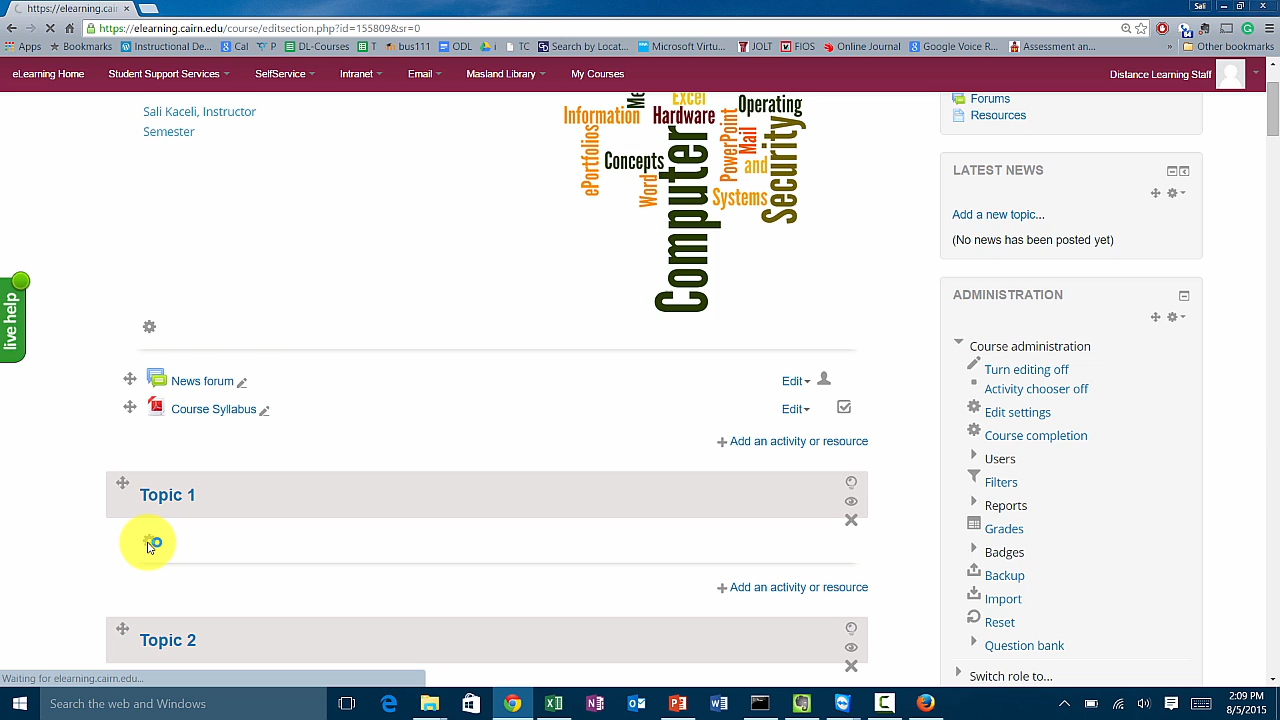 https://elearning.cairn
Sali
https://elearning.cairn.edu/course/editsection.php?id=155809&sr=0
Apps
Bookmarks
Instructional De...
Cal
P
DL-Courses
T
BUS111
ODL
i
TC
Search by Locat...
Microsoft Virtu...
JOLT
FIOS
Online Journal
Google Voice R...
Assessment an...
»
Other bookmarks
eLearning Home
Student Support Services
SelfService
Intranet
Email
Masland Library
My Courses
Distance Learning Staff
Sali Kaceli, Instructor
Semester
Me
Excel
Information
Hardware
Operating
ePortfolios
Concepts
Word
Computer
PowerPoint
Mail
and
Systems
Security
Forums
Resources
LATEST NEWS
Add a new topic...
(No news has been posted yet)
live help
News forum
Edit
Course Syllabus
Edit
Add an activity or resource
Topic 1
Add an activity or resource
Topic 2
ADMINISTRATION
Course administration
Turn editing off
Activity chooser off
Edit settings
Course completion
Users
Filters
Reports
Grades
Badges
Backup
Import
Reset
Question bank
Switch role to...
Waiting for elearning.cairn.edu...
Search the web and Windows
2:09 PM
8/5/2015